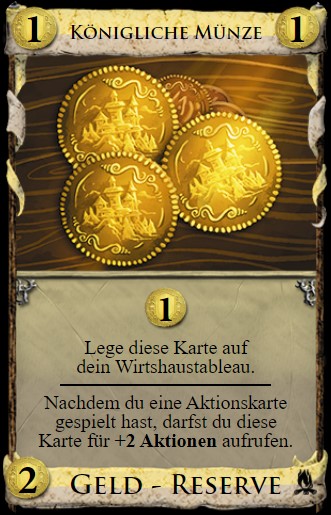 1 KÖNIGLICHE MÜNZE 1
1
Lege diese Karte auf
dein Wirtshaustableau.
Nachdem du eine Aktionskarte
gespielt hast, darfst du diese
Karte für +2 Aktionen aufrufen.
2 GELD - RESERVE